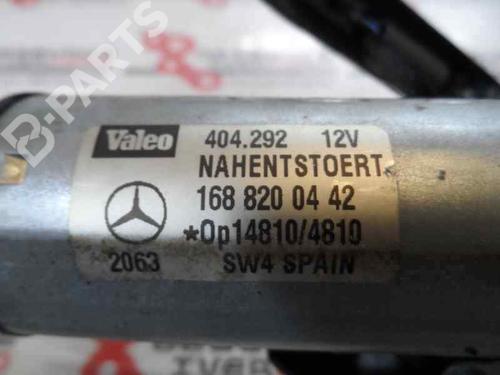 B-PARTS
Valeo 404.292 12V
NAHENTSTOERT
168 820 04 42
*Op14810/4810
2063 SW4 SPAIN